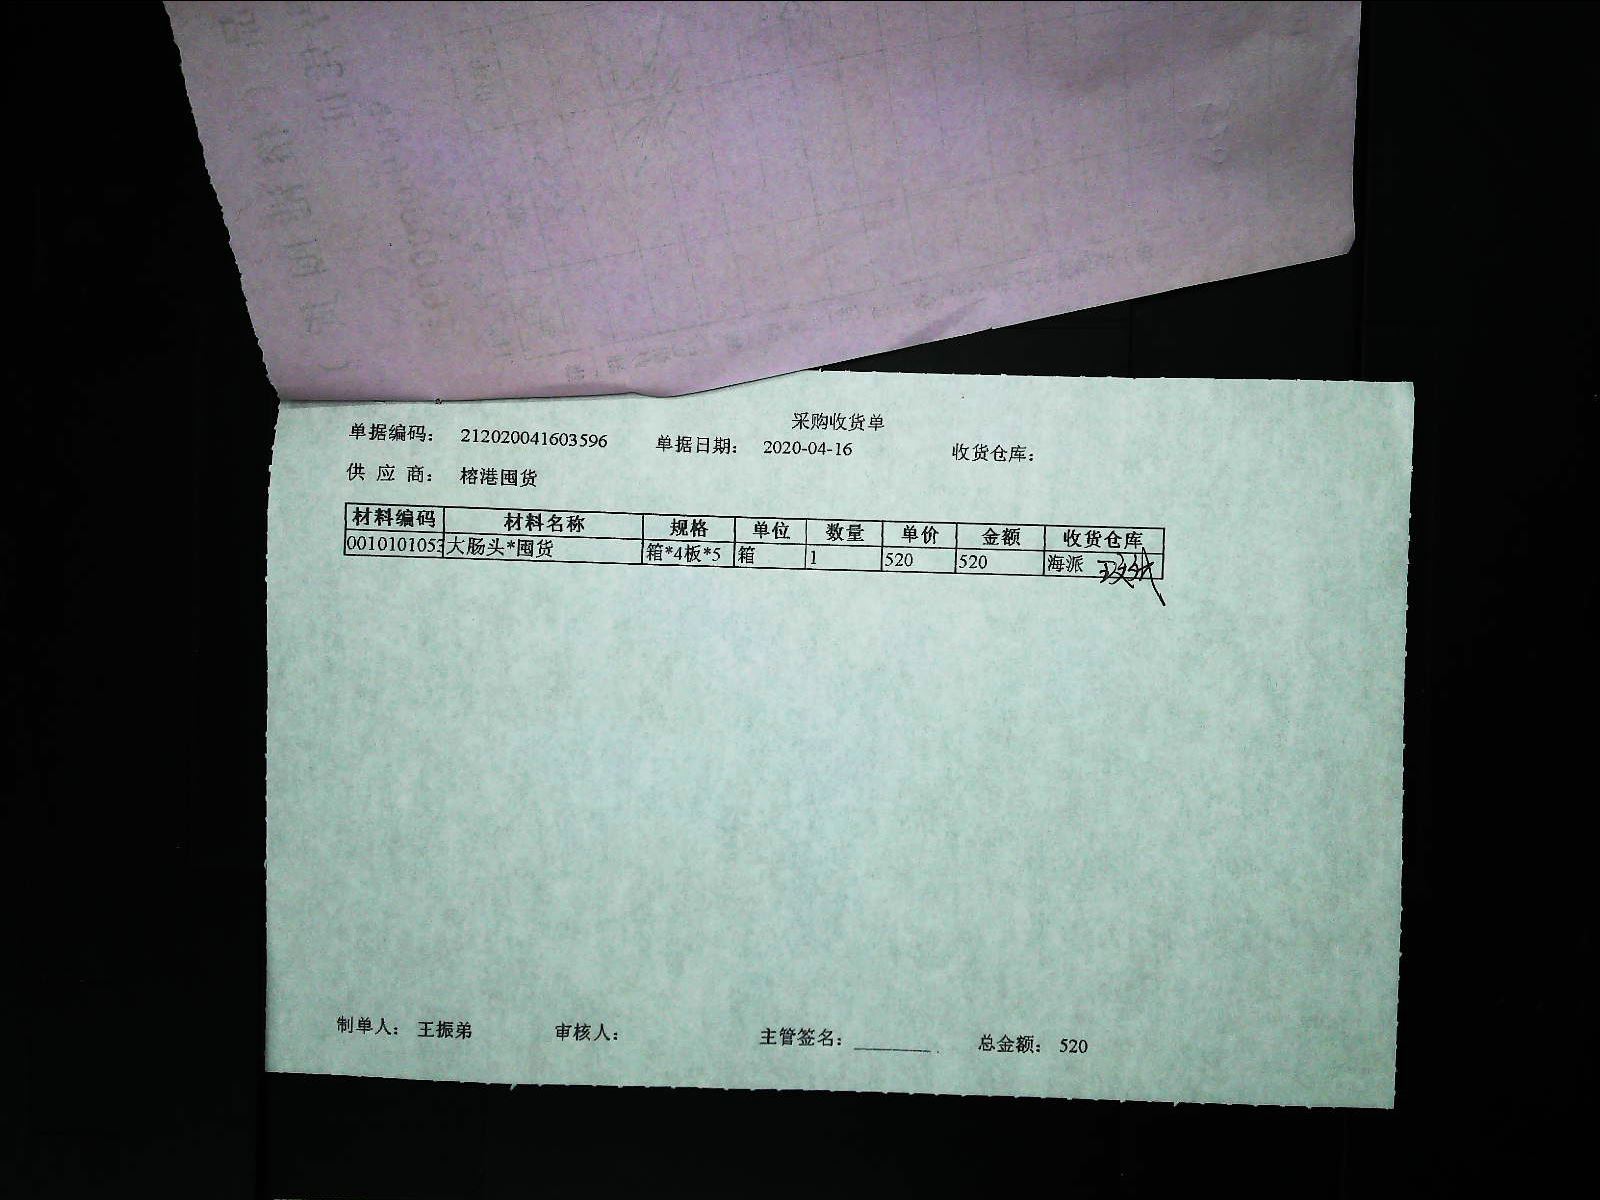 采购收货单
单据编码： 212020041603596 单据日期： 2020-04-16 收货仓库：
供 应 商： 榕港囤货
材料编码 材料名称 规格 单位 数量 单价 金额 收货仓库
0010101053 大肠头*囤货 箱*4板*5 箱 1 520 520 海派
制单人： 王振弟 审核人： 主管签名： 总金额： 520